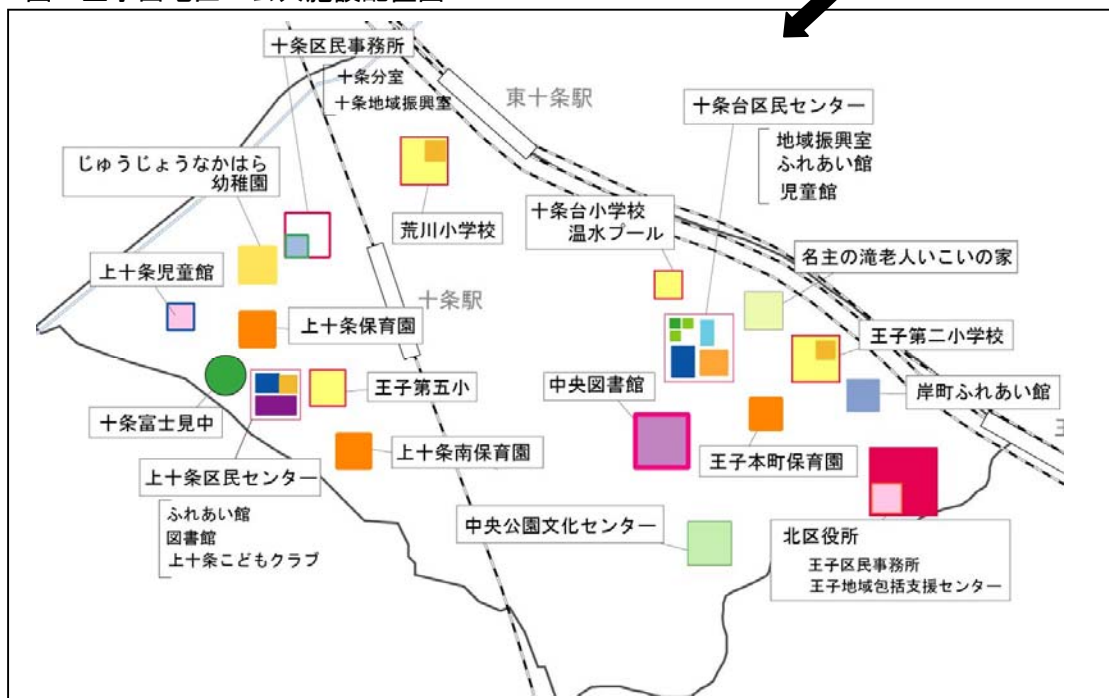 十条区民事務所
十条分室
十条地域振興室
東十条駅
十条台区民センター
地域振興室
ふれあい館
児童館
じゅうじょうなかはら
幼稚園
荒川小学校
十条台小学校
温水プール
名主の滝老人いこいの家
上十条児童館
十条駅
上十条保育園
王子第二小学校
中央図書館
王子第五小
岸町ふれあい館
十条富士見中
上十条南保育園
王子本町保育園
上十条区民センター
ふれあい館
図書館
上十条こどもクラブ
中央公園文化センター
北区役所
王子区民事務所
王子地域包括支援センター